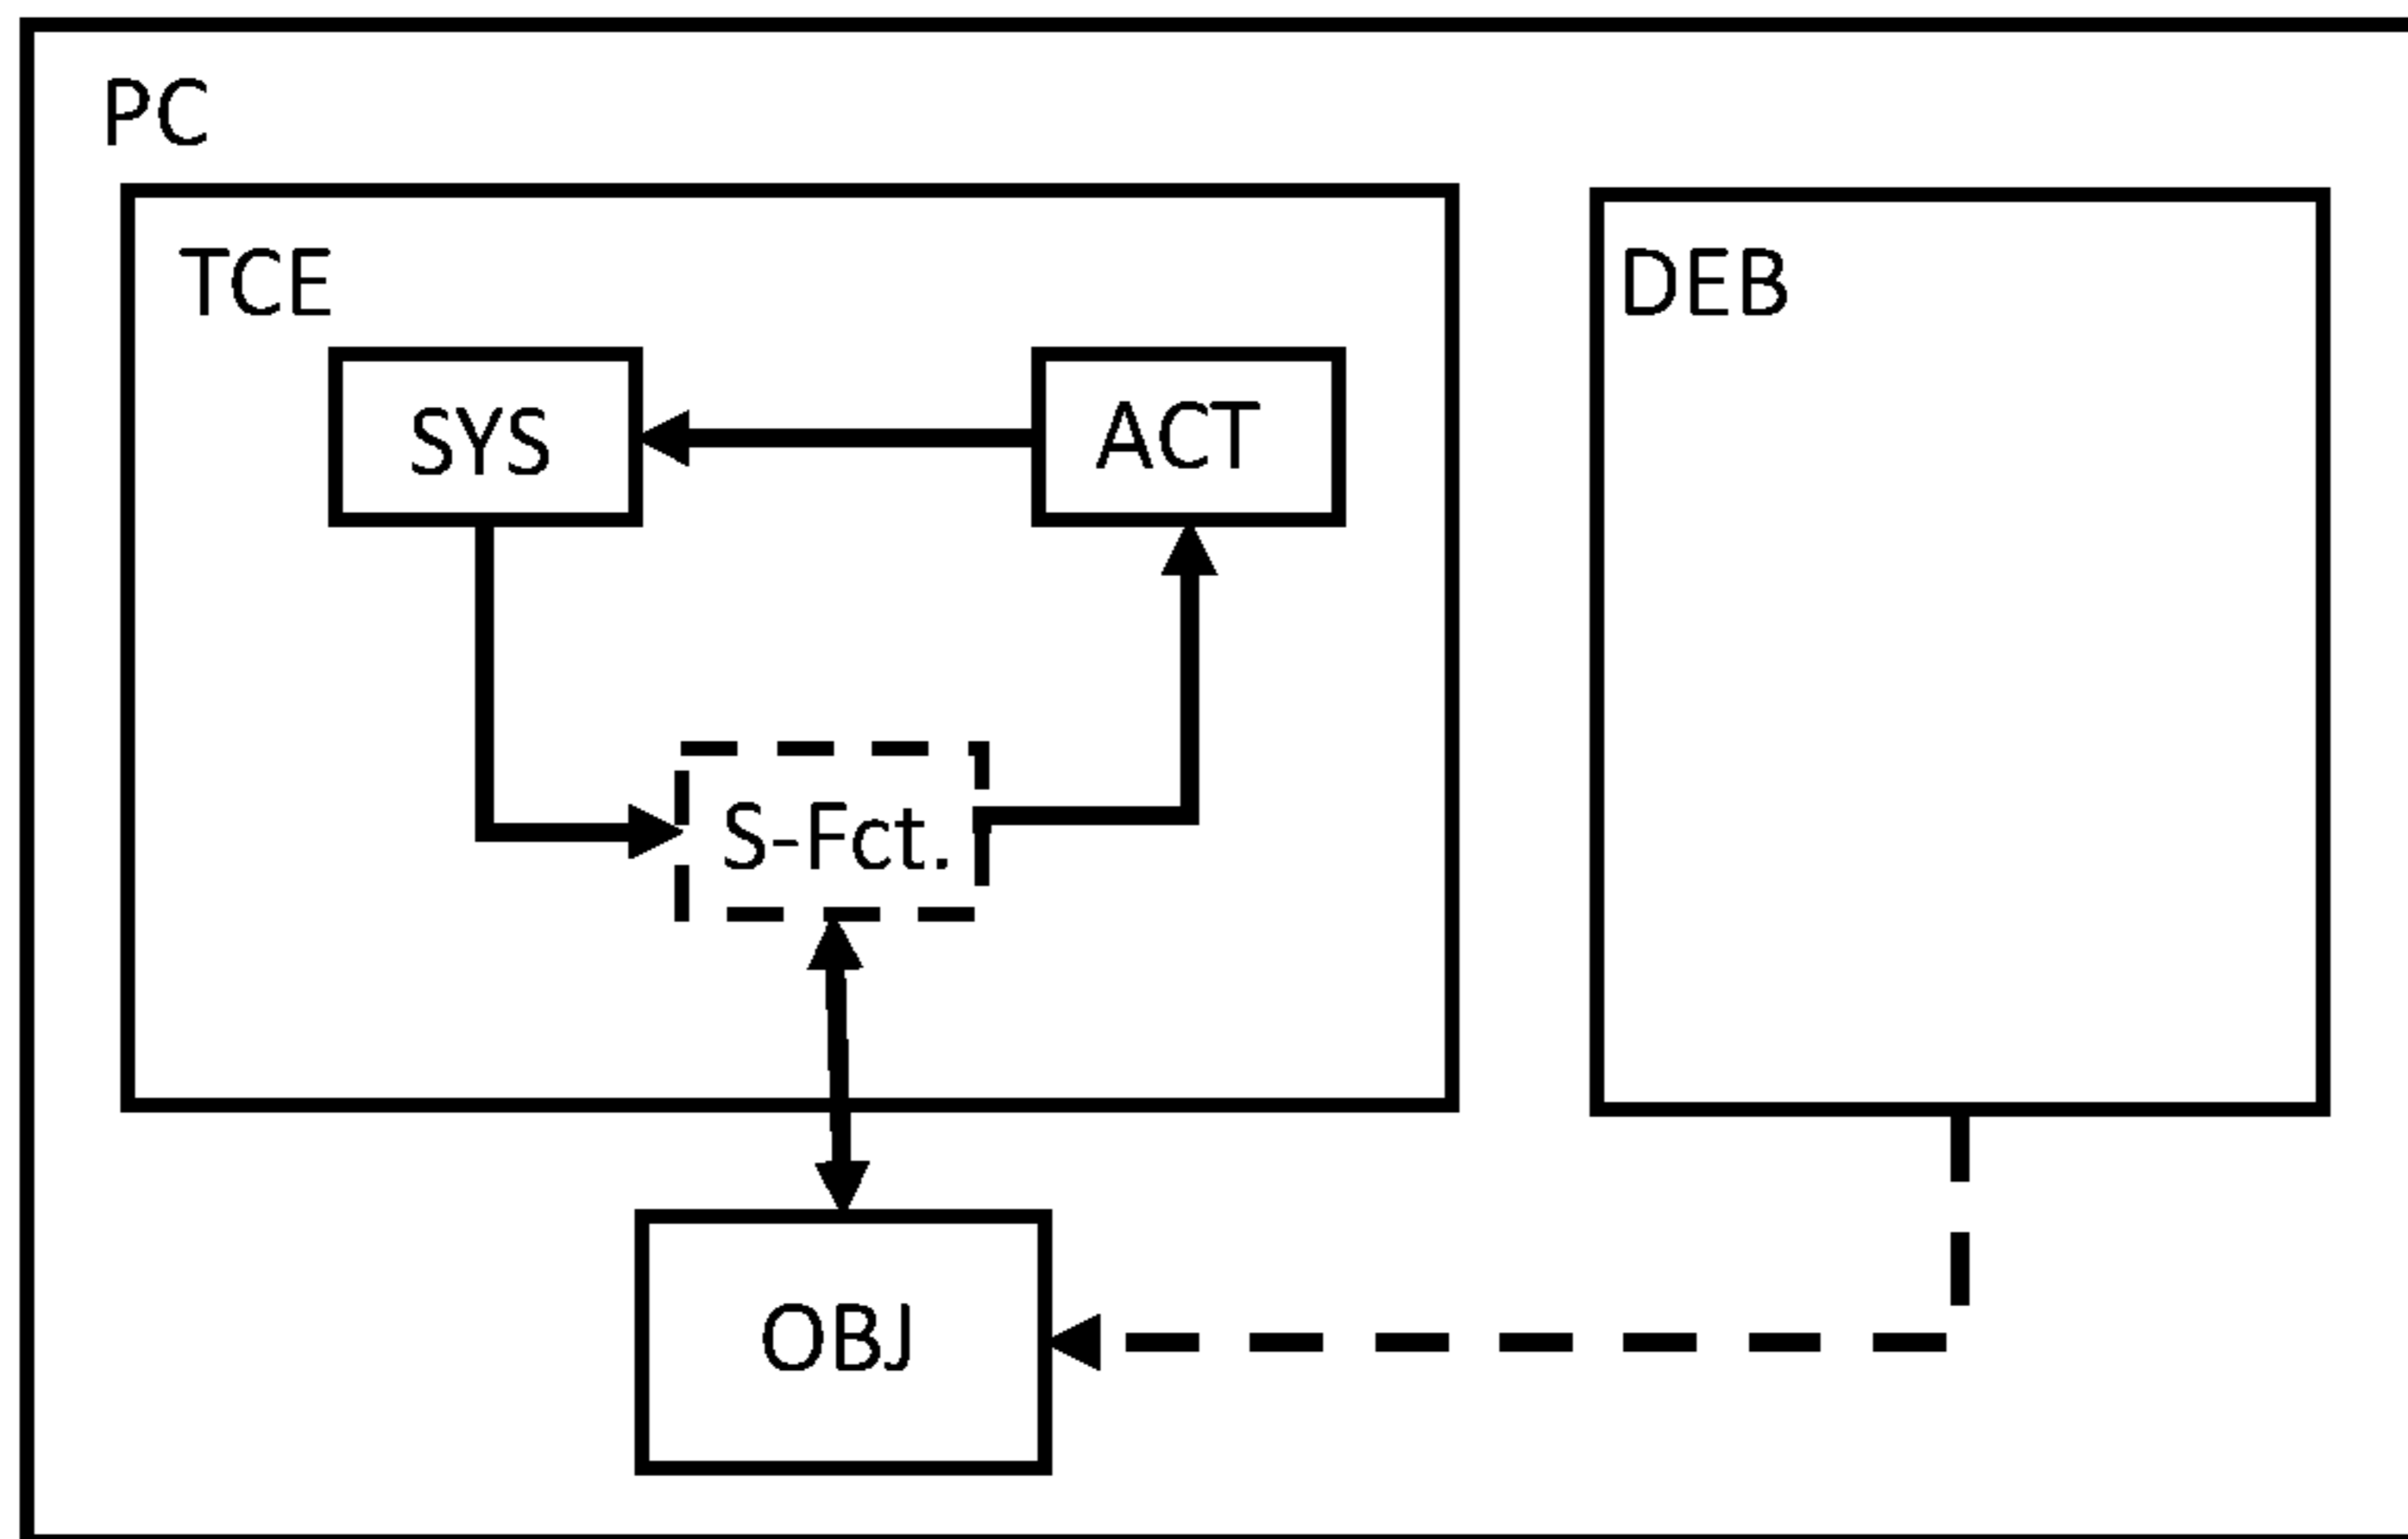 PC
TCE
DEB
SYS
ACT
S-Fct.
OBJ